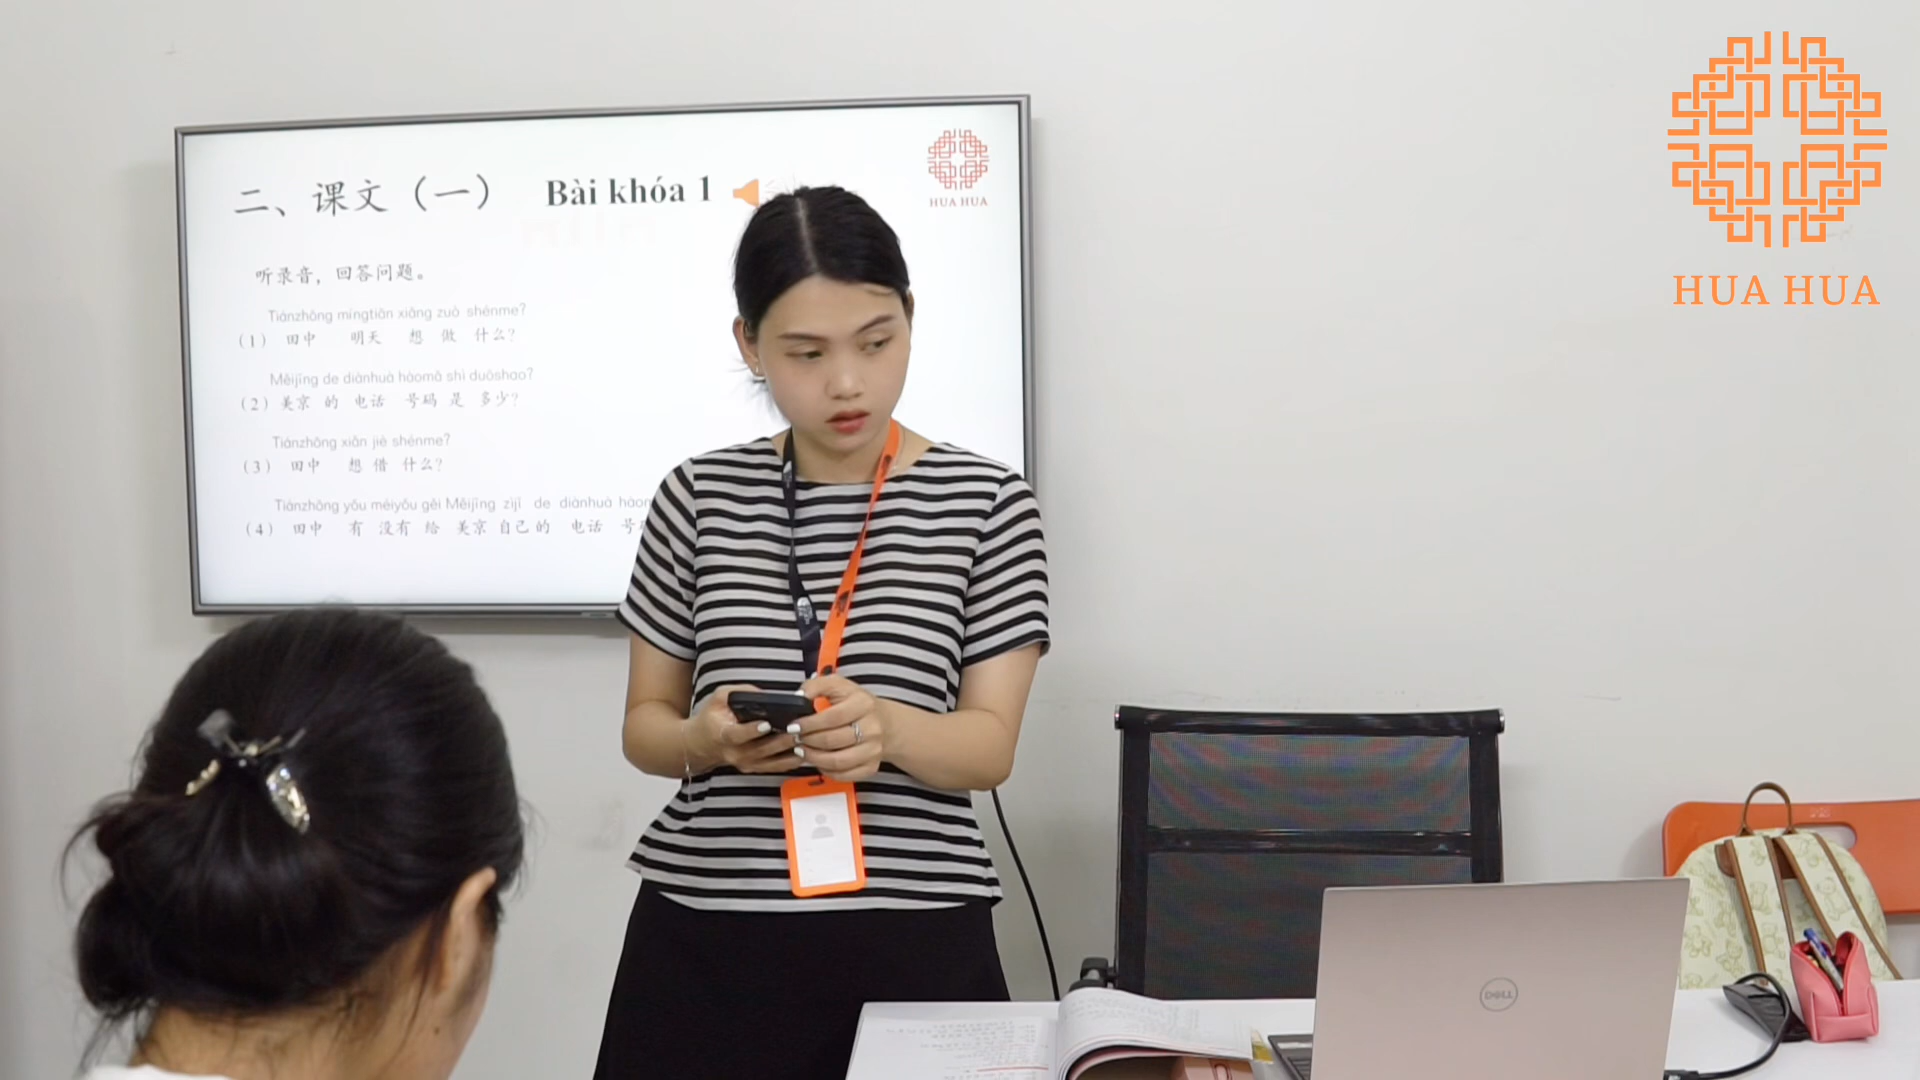 二、课文（一） Bài khóa 1
HUA HUA
听录音，回答问题。
Tiánzhōng míngtiān xiǎng zuò shénme?
（1） 田中 明天 想 做 什么？
Měijīng de diànhuà hàomǎ shì duōshao?
（2） 美京 的 电话 号码 是 多少？
Tiánzhōng xiǎn jiè shénme?
（3） 田中 想 借 什么？
Tiánzhōng yǒu méiyǒu gěi Měijīng zìjǐ de diànhuà
（4） 田中 有 没有 给 美京 自己 的 电话 号
HUA HUA
DELL